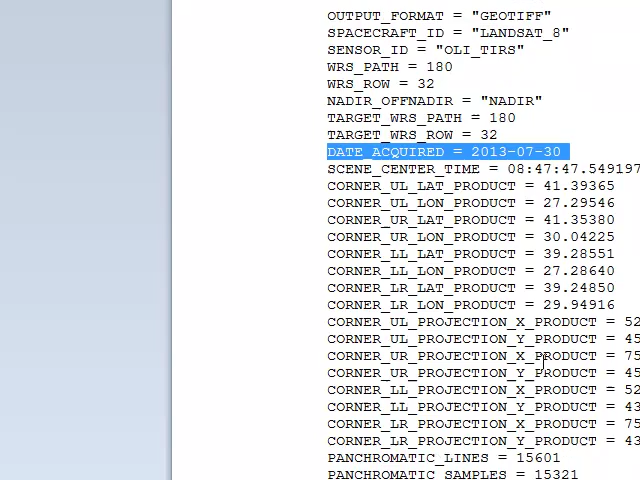 OUTPUT_FORMAT = "GEOTIFF"
SPACECRAFT_ID = "LANDSAT_8"
SENSOR_ID = "OLI_TIRS"
WRS_PATH = 180
WRS_ROW = 32
NADIR_OFFNADIR = "NADIR"
TARGET_WRS_PATH = 180
TARGET_WRS_ROW = 32
DATE_ACQUIRED = 2013-07-30
SCENE_CENTER_TIME = 08:47:47.549197
CORNER_UL_LAT_PRODUCT = 41.39365
CORNER_UL_LON_PRODUCT = 27.29546
CORNER_UR_LAT_PRODUCT = 41.35380
CORNER_UR_LON_PRODUCT = 30.04225
CORNER_LL_LAT_PRODUCT = 39.28551
CORNER_LL_LON_PRODUCT = 27.28640
CORNER_LR_LAT_PRODUCT = 39.24850
CORNER_LR_LON_PRODUCT = 29.94916
CORNER_UL_PROJECTION_X_PRODUCT = 52
CORNER_UL_PROJECTION_Y_PRODUCT = 45
CORNER_UR_PROJECTION_X_PRODUCT = 75
CORNER_UR_PROJECTION_Y_PRODUCT = 45
CORNER_LL_PROJECTION_X_PRODUCT = 52
CORNER_LL_PROJECTION_Y_PRODUCT = 43
CORNER_LR_PROJECTION_X_PRODUCT = 75
CORNER_LR_PROJECTION_Y_PRODUCT = 43
PANCHROMATIC_LINES = 15601
PANCHROMATIC_SAMPLES = 15321